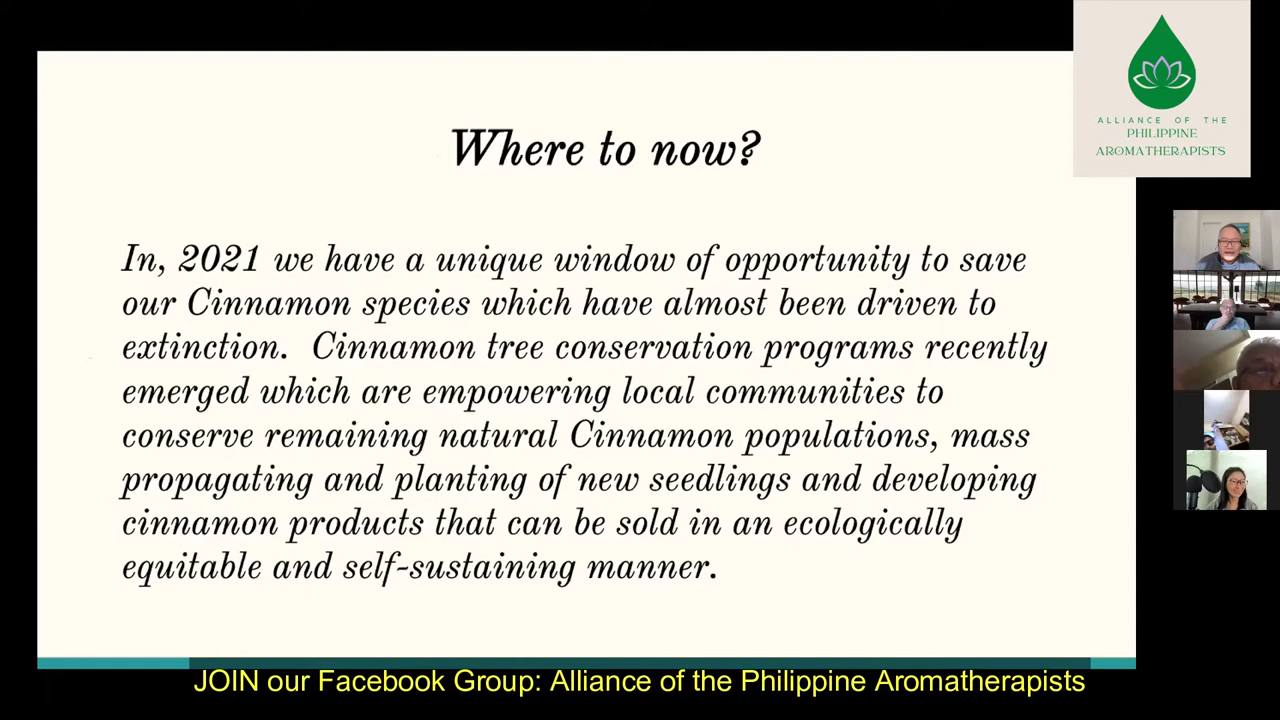 ALLIANCE OF THE
PHILIPPINE
AROMATHERAPISTS
Where to now?
In, 2021 we have a unique window of opportunity to save
our Cinnamon species which have almost been driven to
extinction.  Cinnamon tree conservation programs recently
emerged which are empowering local communities to
conserve remaining natural Cinnamon populations, mass
propagating and planting of new seedlings and developing
cinnamon products that can be sold in an ecologically
equitable and self-sustaining manner.
JOIN our Facebook Group: Alliance of the Philippine Aromatherapists